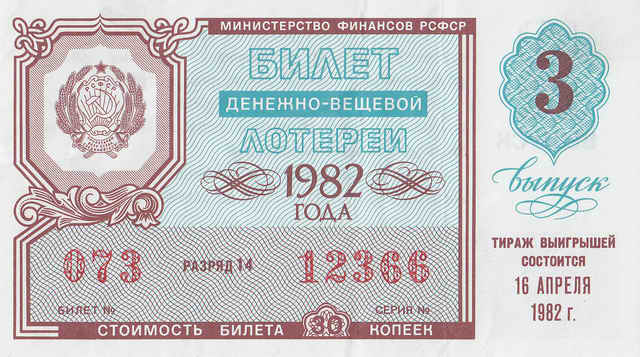 МИНИСТЕРСТВО ФИНАНСОВ РСФСР
БИЛЕТ
ДЕНЕЖНО-ВЕЩЕВОЙ
ЛОТЕРЕИ
1982
ГОДА
073 РАЗРЯД 14 12366
БИЛЕТ № СЕРИЯ №
СТОИМОСТЬ БИЛЕТА 30 КОПЕЕК
3
выпуск
ТИРАЖ ВЫИГРЫШЕЙ
СОСТОИТСЯ
16 АПРЕЛЯ
1982 г.